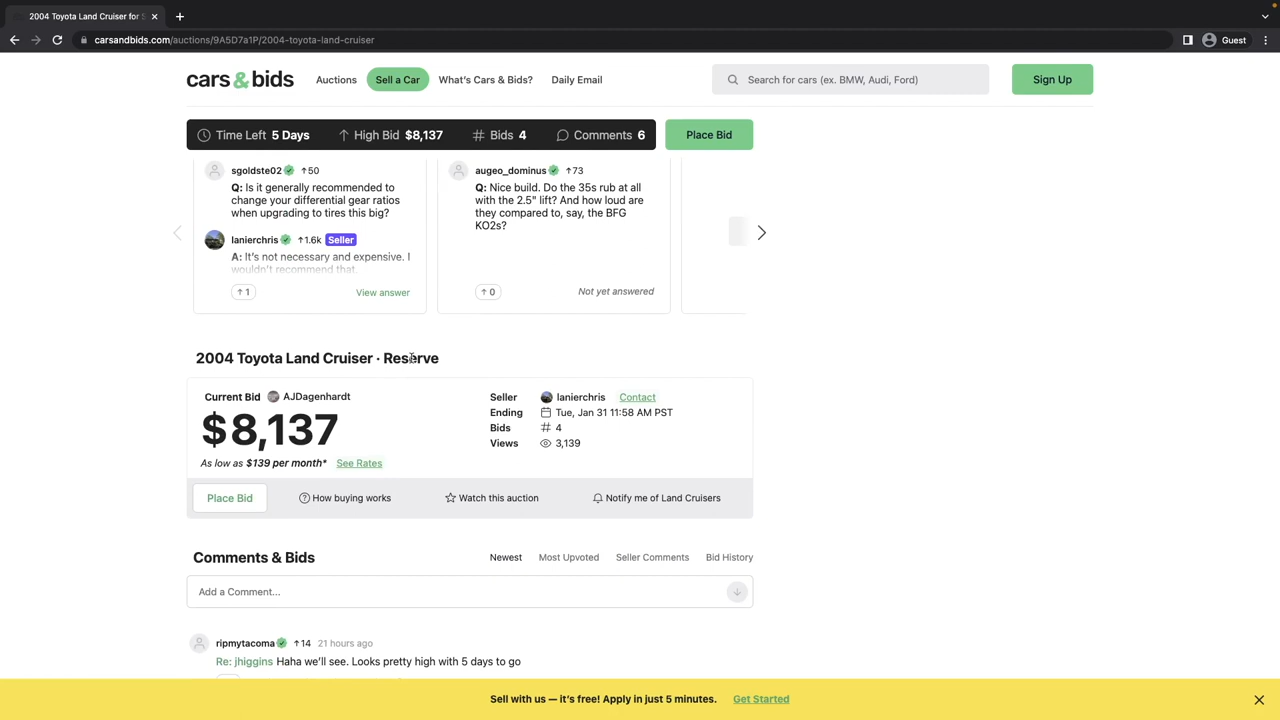 2004 Toyota Land Cruiser for S
carsandbids.com/auctions/9A5D7a1P/2004-toyota-land-cruiser
Guest
cars&bids
Auctions
Sell a Car
What's Cars & Bids?
Daily Email
Search for cars (ex. BMW, Audi, Ford)
Sign Up
Time Left 5 Days
High Bid $8,137
# Bids 4
Comments 6
Place Bid
sgoldste02 ↑50
Q: Is it generally recommended to
change your differential gear ratios
when upgrading to tires this big?
lanierchris ↑1.6k Seller
A: It's not necessary and expensive. I
wouldn't recommend that.
↑ 1
View answer
augeo_dominus ↑73
Q: Nice build. Do the 35s rub at all
with the 2.5" lift? And how loud are
they compared to, say, the BFG
KO2s?
↑ 0
Not yet answered
2004 Toyota Land Cruiser · Reserve
Current Bid AJDagenhardt
$8,137
As low as $139 per month* See Rates
Seller lanierchris Contact
Ending Tue, Jan 31 11:58 AM PST
Bids # 4
Views 3,139
Place Bid
How buying works
Watch this auction
Notify me of Land Cruisers
Comments & Bids
Newest
Most Upvoted
Seller Comments
Bid History
Add a Comment...
ripmytacoma ↑14 21 hours ago
Re: jhiggins Haha we'll see. Looks pretty high with 5 days to go
Sell with us — it's free! Apply in just 5 minutes. Get Started